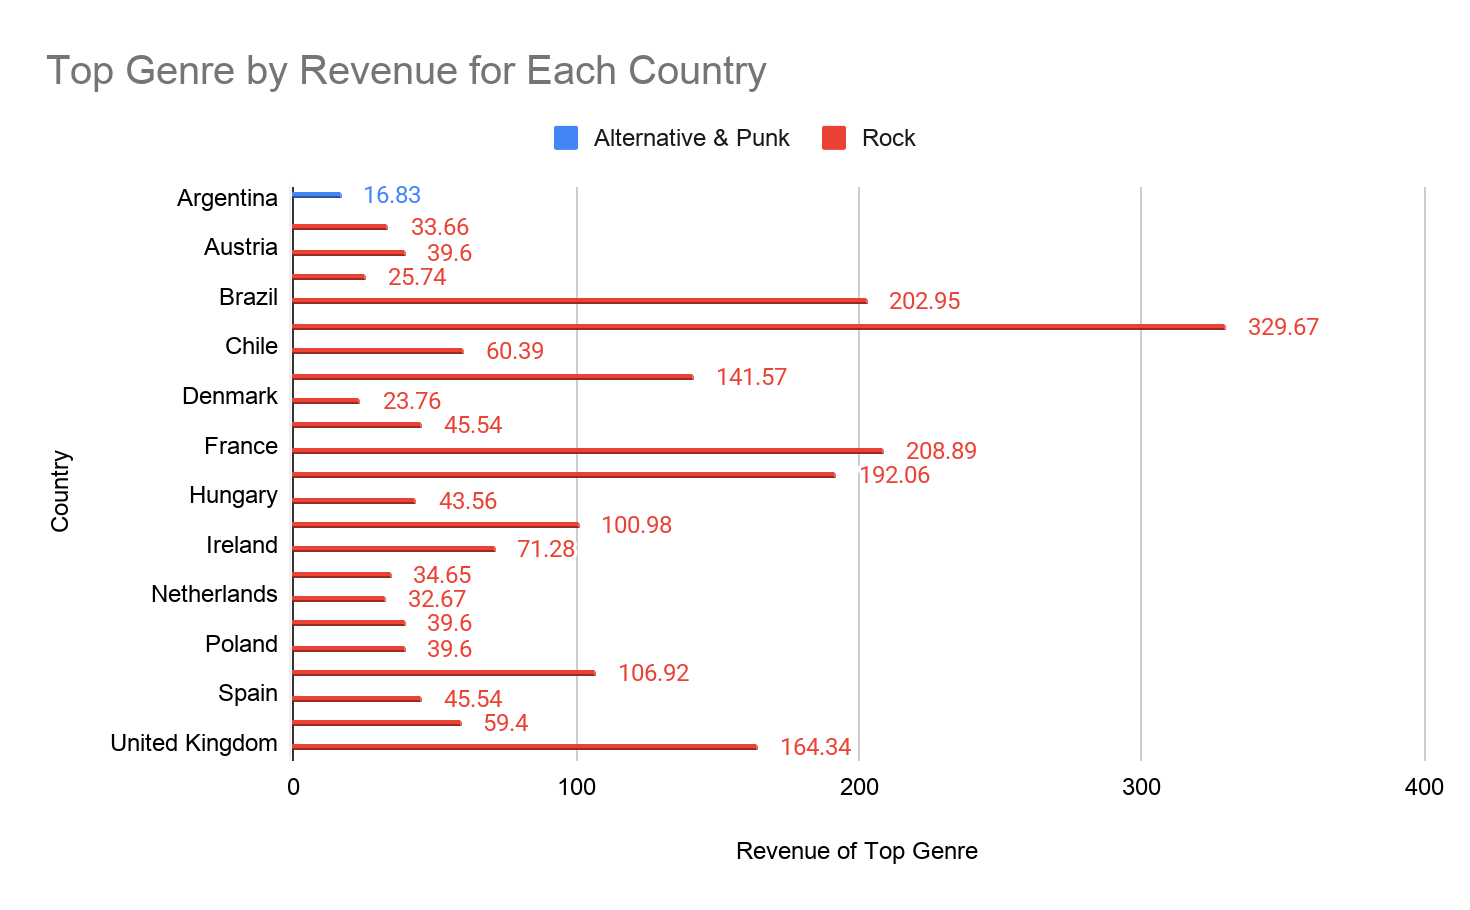 Top Genre by Revenue for Each Country
Alternative & Punk Rock
Argentina 16.83
33.66
Austria 39.6
25.74
Brazil 202.95
329.67
Chile 60.39
141.57
Denmark 23.76
45.54
France 208.89
192.06
Hungary 43.56
100.98
Ireland 71.28
34.65
Netherlands 32.67
39.6
Poland 39.6
106.92
Spain 45.54
59.4
United Kingdom 164.34
Country
0 100 200 300 400
Revenue of Top Genre